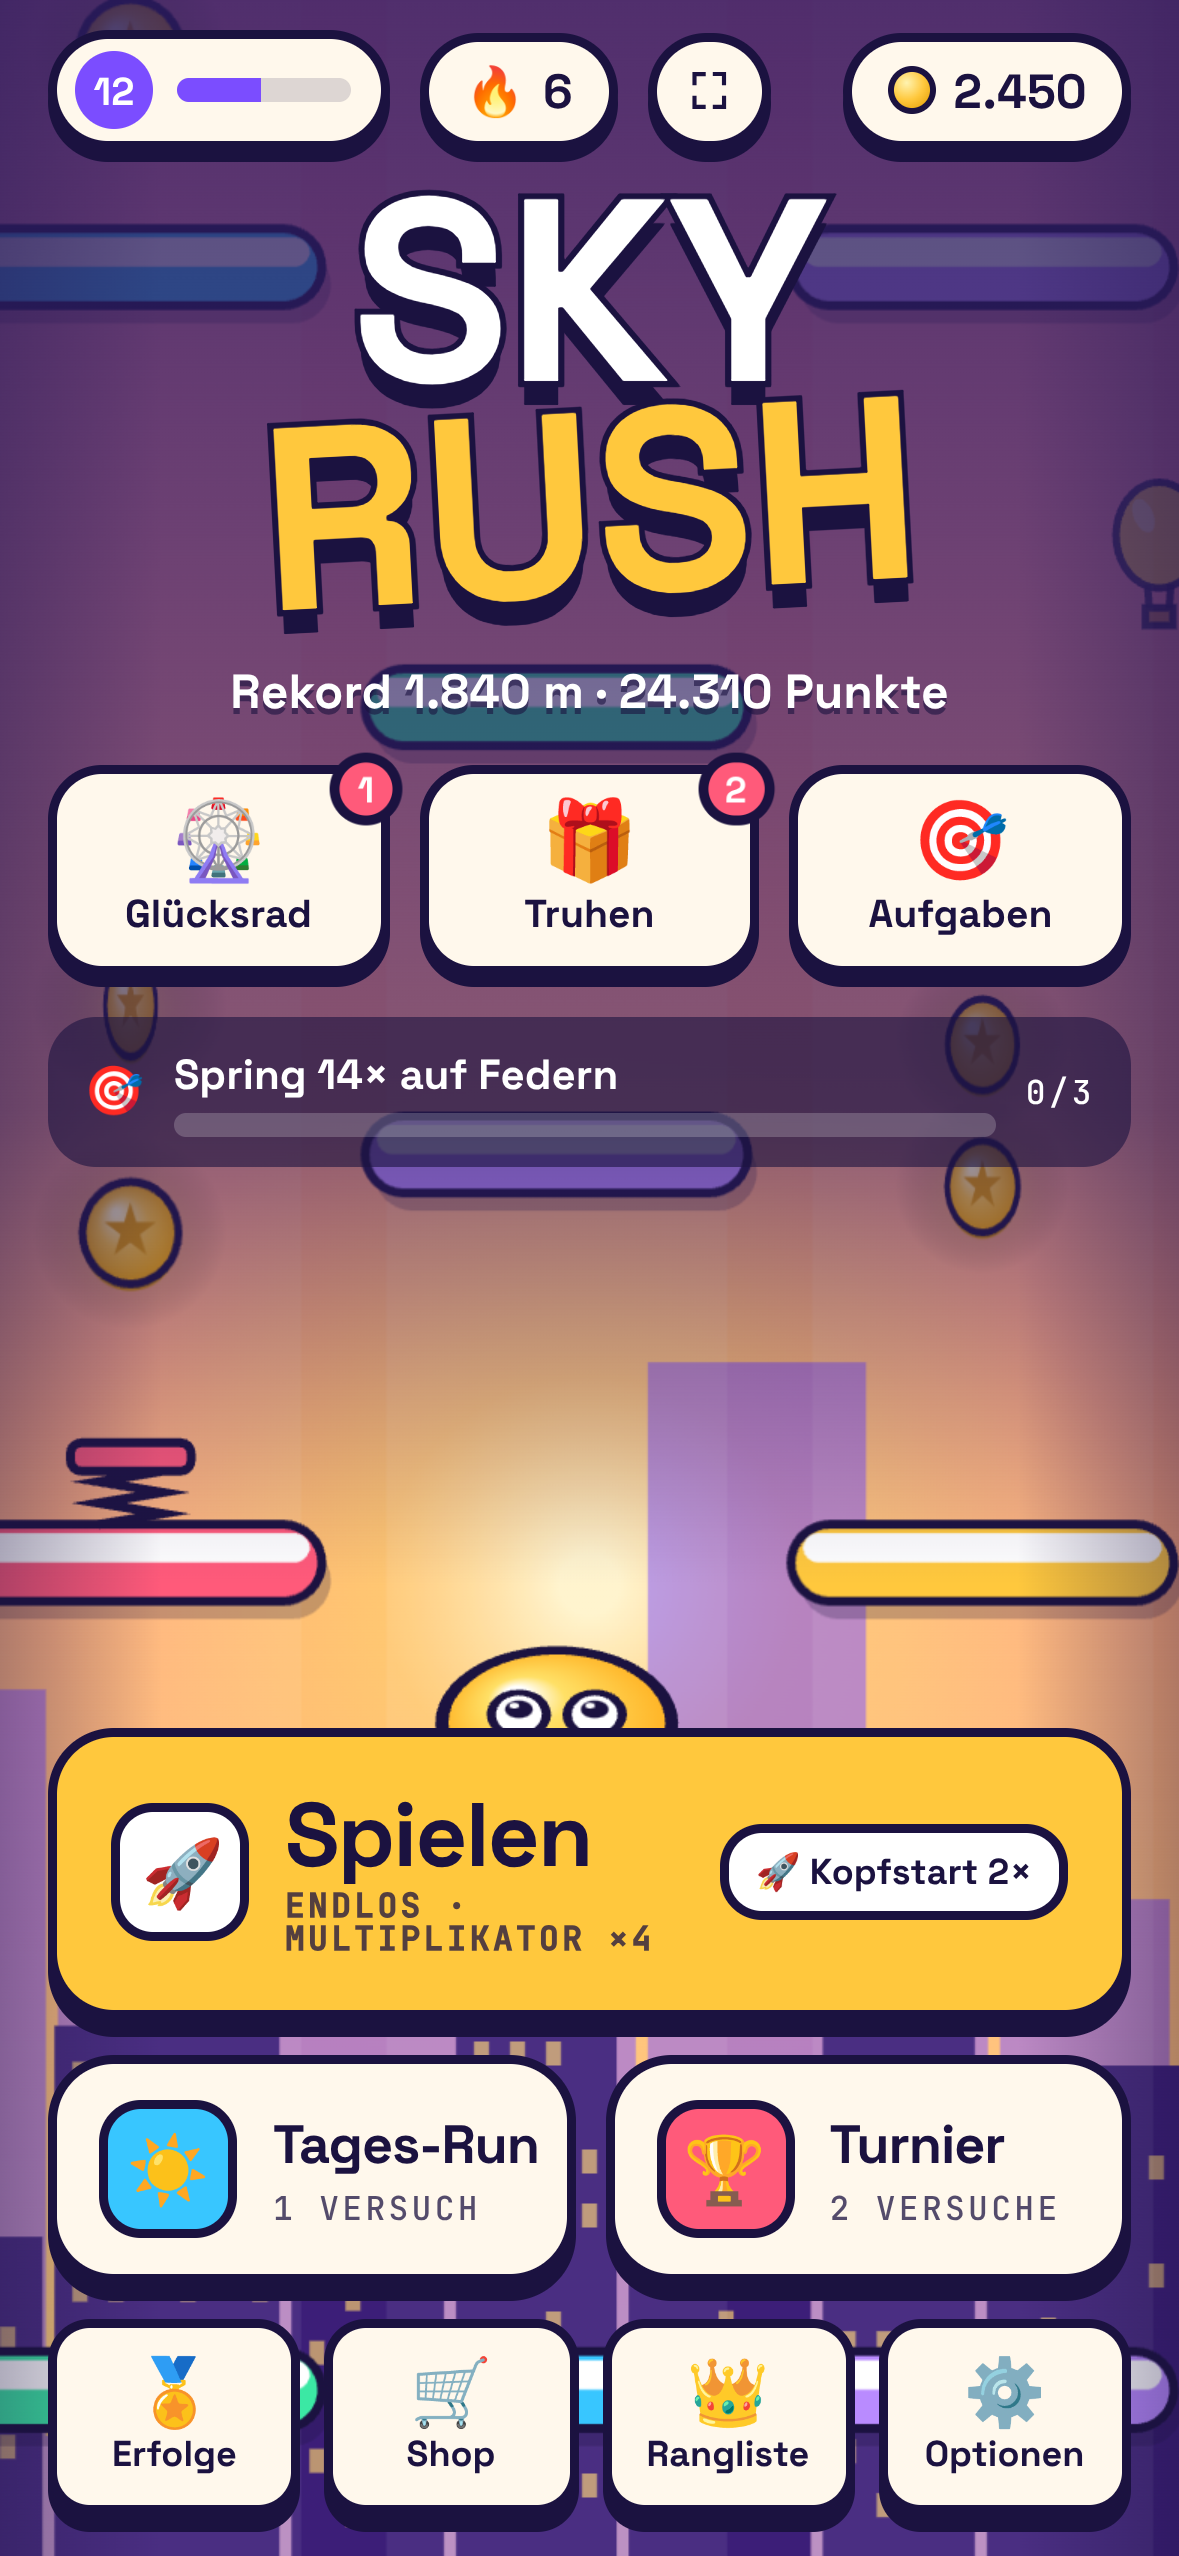 12
6
2.450
SKY
RUSH
Rekord 1.840 m · 24.310 Punkte
1
2
Glücksrad
Truhen
Aufgaben
Spring 14× auf Federn
0/3
Spielen
ENDLOS ·
MULTIPLIKATOR ×4
Kopfstart 2×
Tages-Run
1 VERSUCH
Turnier
2 VERSUCHE
Erfolge
Shop
Rangliste
Optionen